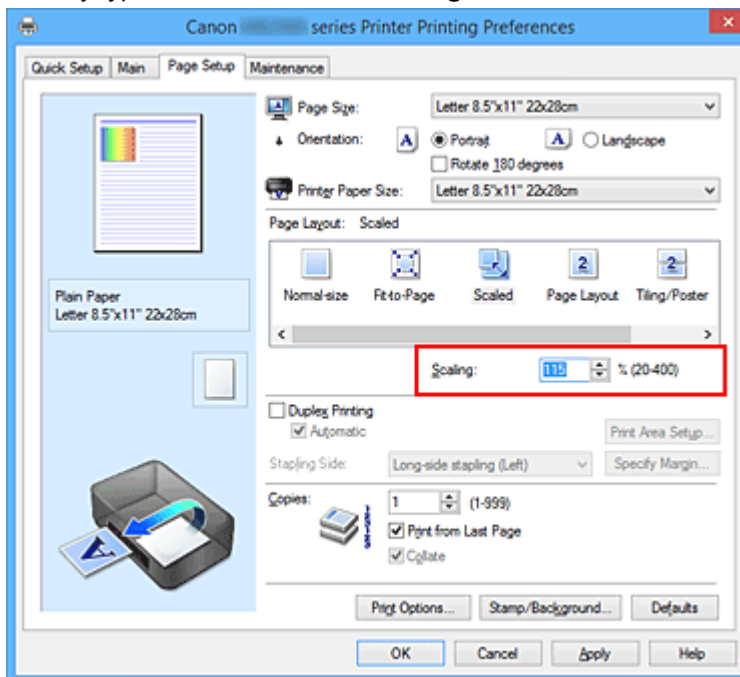 Canon series Printer Printing Preferences
Quick Setup Main Page Setup Maintenance
Page Size: Letter 8.5"x11" 22x28cm
Orientation: A Portrait A Landscape
Rotate 180 degrees
Printer Paper Size: Letter 8.5"x11" 22x28cm
Page Layout: Scaled
2 2
Normal-size Fit-to-Page Scaled Page Layout Tiling/Poster
Plain Paper
Letter 8.5"x11" 22x28cm
Scaling: 115 % (20-400)
Duplex Printing
Automatic
Print Area Setup...
Stapling Side: Long-side stapling (Left) Specify Margin...
Copies: 1 (1-999)
Print from Last Page
Collate
A
Print Options... Stamp/Background... Defaults
OK Cancel Apply Help